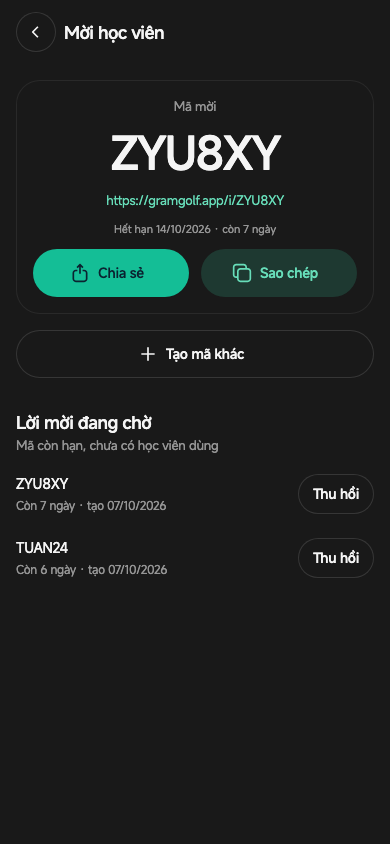 Mời học viên
Mã mời
ZYU8XY
https://gramgolf.app/i/ZYU8XY
Hết hạn 14/10/2026 · còn 7 ngày
Chia sẻ
Sao chép
Tạo mã khác
Lời mời đang chờ
Mã còn hạn, chưa có học viên dùng
ZYU8XY
Còn 7 ngày · tạo 07/10/2026
Thu hồi
TUAN24
Còn 6 ngày · tạo 07/10/2026
Thu hồi